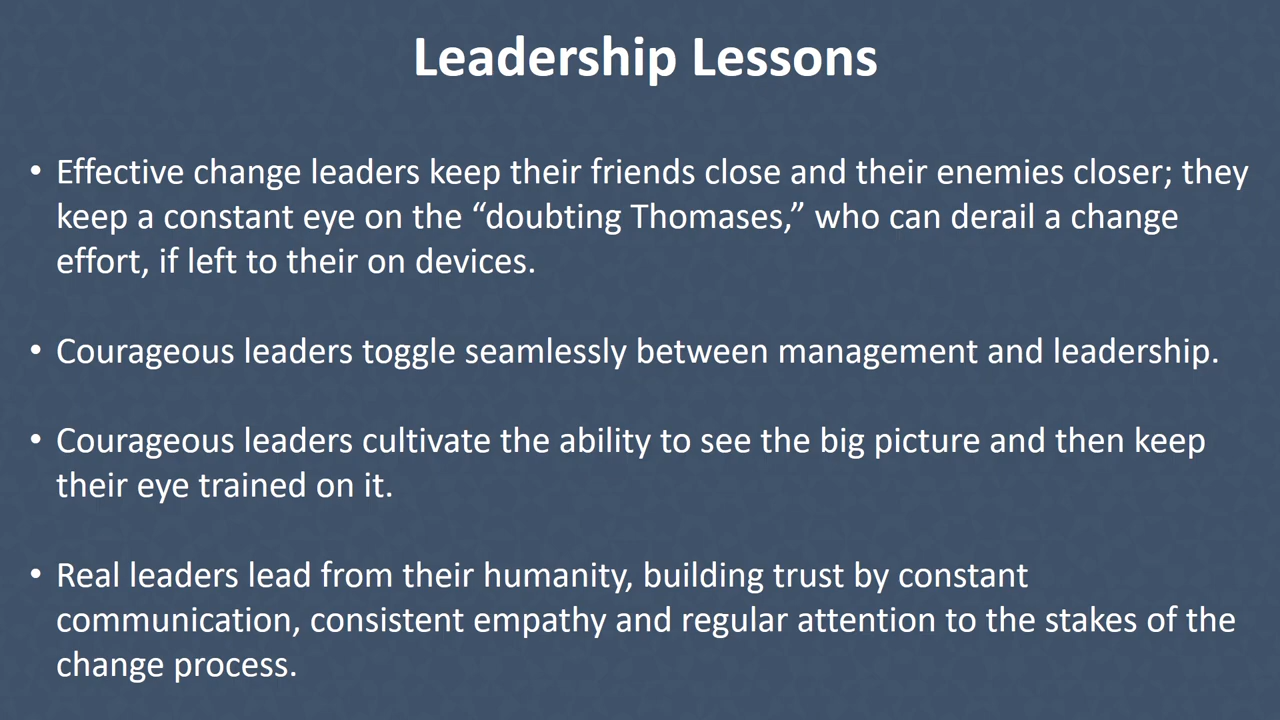 Leadership Lessons
• Effective change leaders keep their friends close and their enemies closer; they
keep a constant eye on the “doubting Thomases,” who can derail a change
effort, if left to their on devices.
• Courageous leaders toggle seamlessly between management and leadership.
• Courageous leaders cultivate the ability to see the big picture and then keep
their eye trained on it.
• Real leaders lead from their humanity, building trust by constant
communication, consistent empathy and regular attention to the stakes of the
change process.